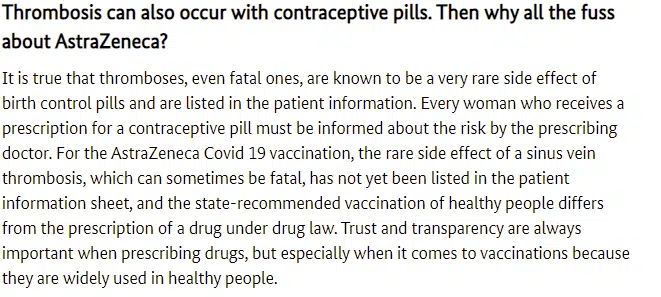 Thrombosis can also occur with contraceptive pills. Then why all the fuss
about AstraZeneca?
It is true that thromboses, even fatal ones, are known to be a very rare side effect of
birth control pills and are listed in the patient information. Every woman who receives a
prescription for a contraceptive pill must be informed about the risk by the prescribing
doctor. For the AstraZeneca Covid 19 vaccination, the rare side effect of a sinus vein
thrombosis, which can sometimes be fatal, has not yet been listed in the patient
information sheet, and the state-recommended vaccination of healthy people differs
from the prescription of a drug under drug law. Trust and transparency are always
important when prescribing drugs, but especially when it comes to vaccinations because
they are widely used in healthy people.